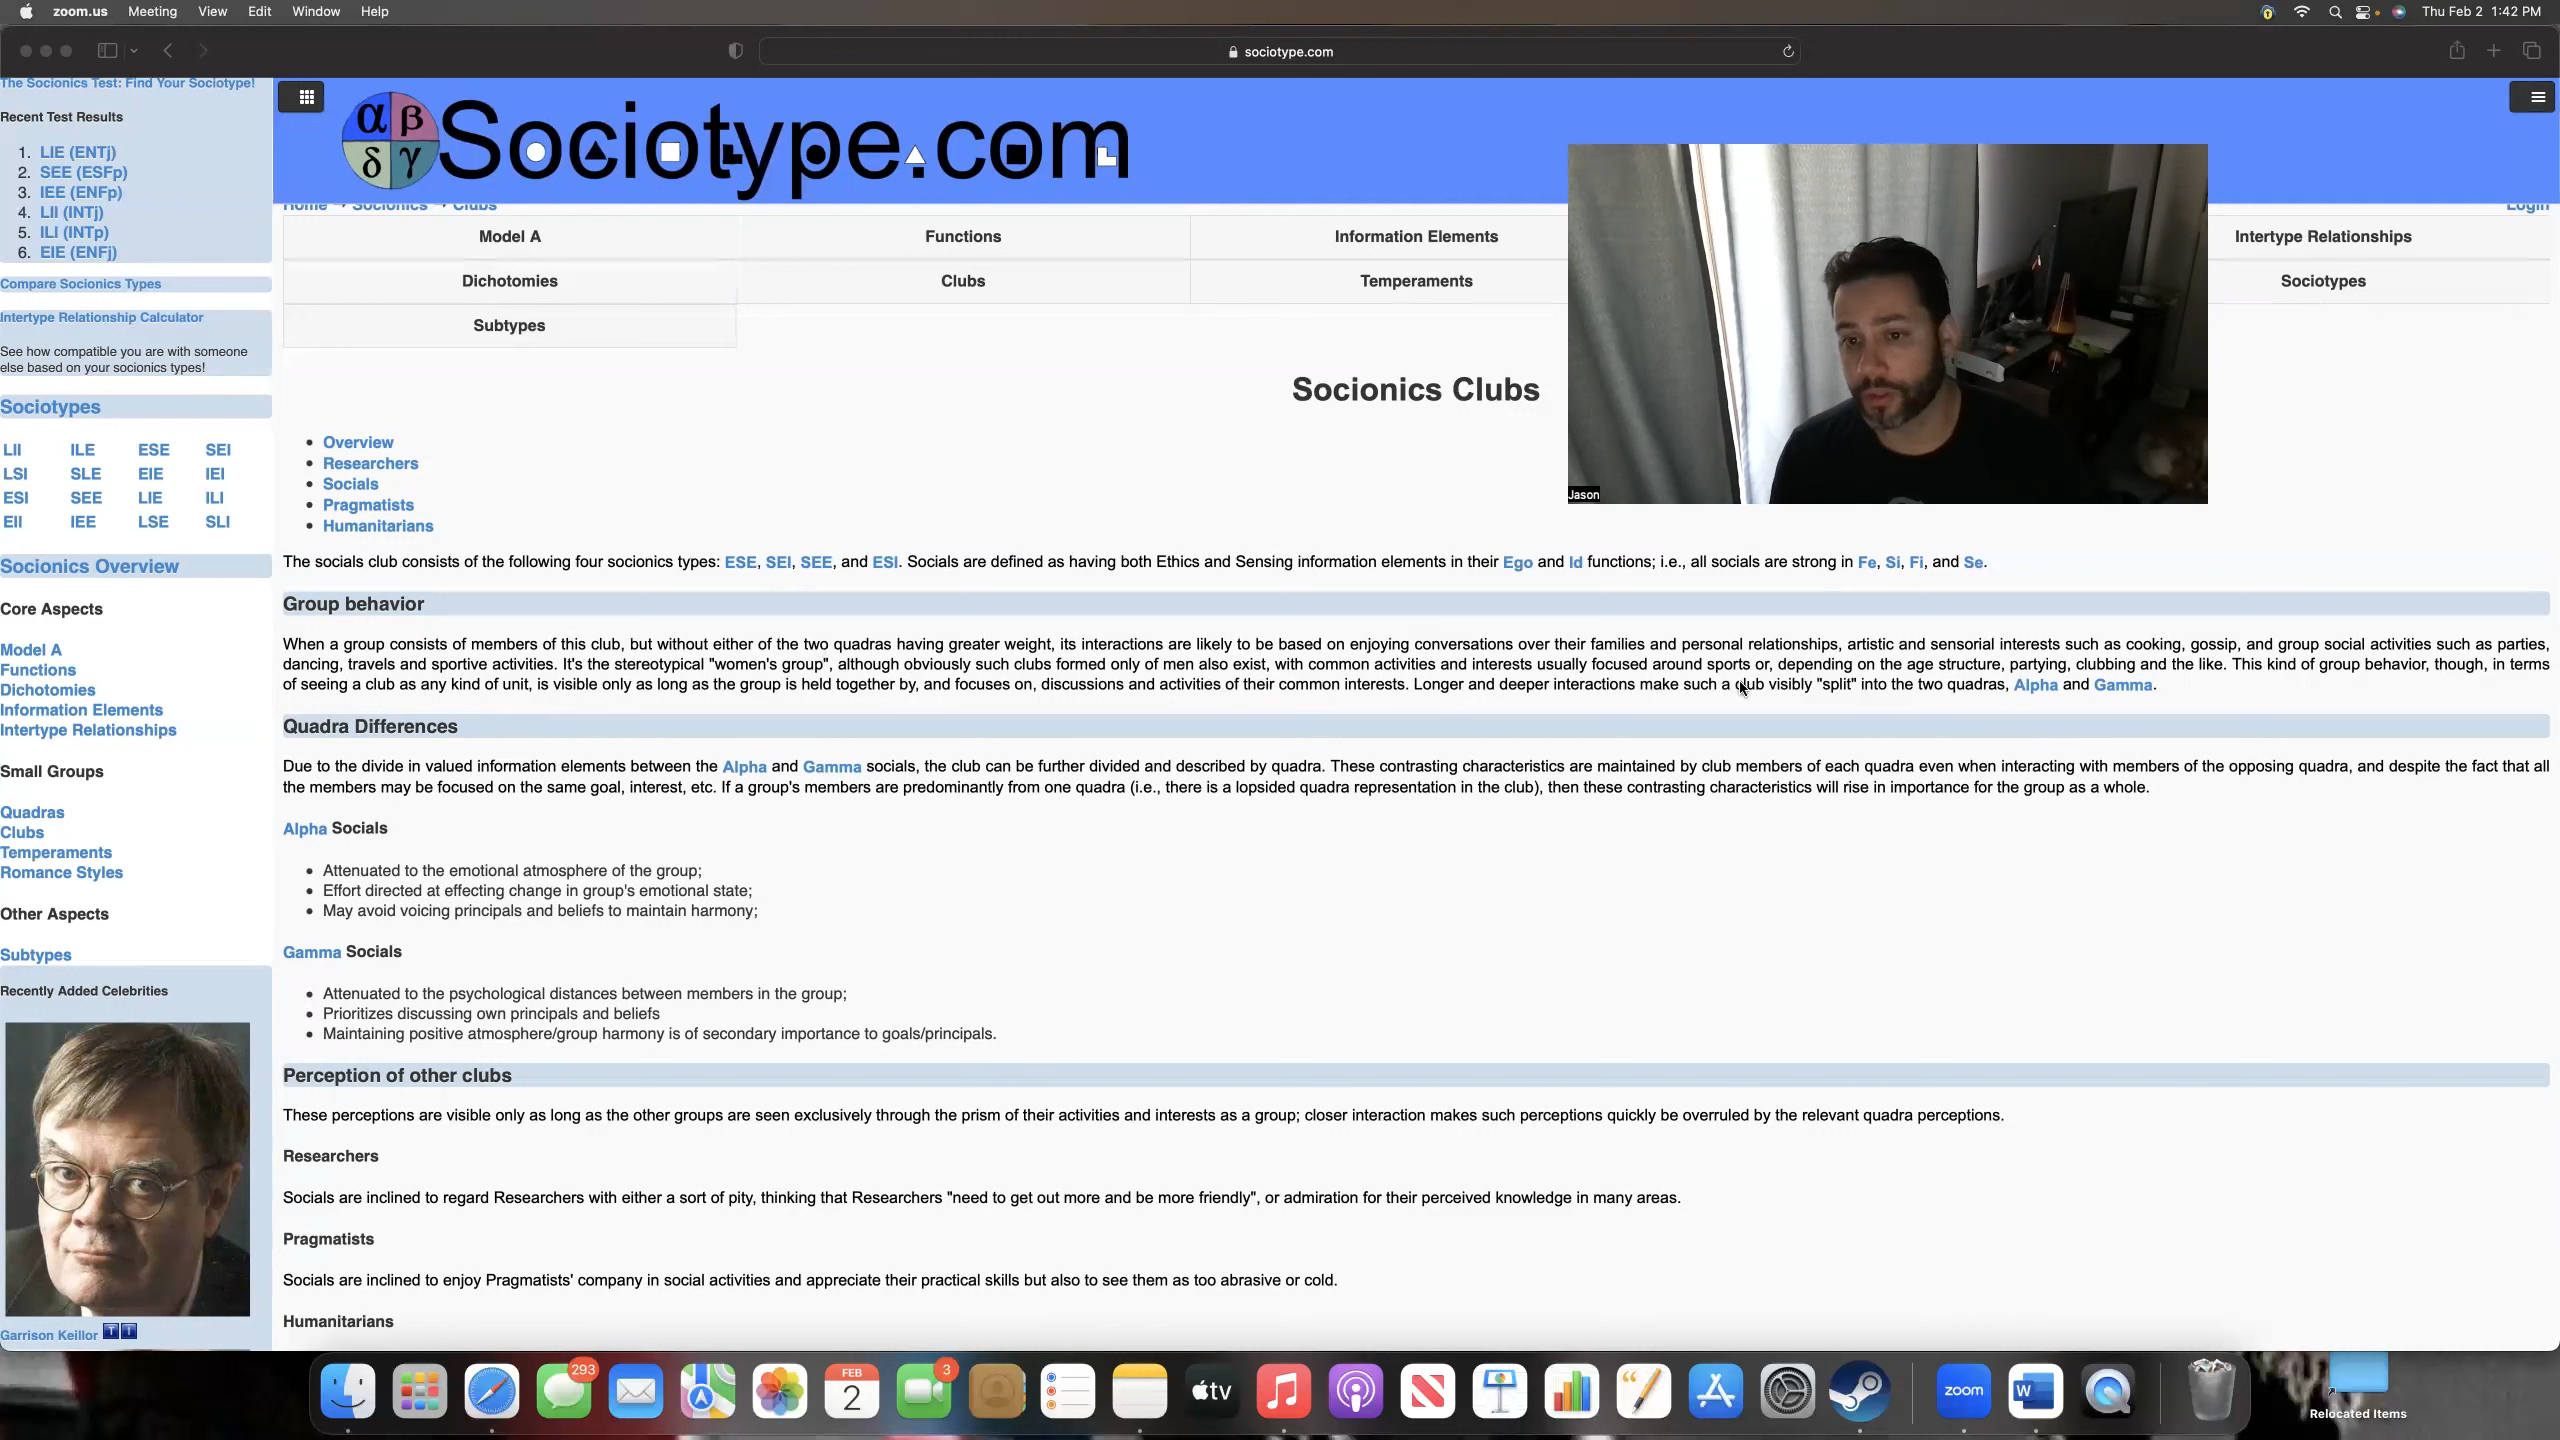 zoom.us Meeting View Edit Window Help
Thu Feb 2 1:42 PM
sociotype.com
The Socionics Test: Find Your Sociotype!
Recent Test Results
1. LIE (ENTj)
2. SEE (ESFp)
3. IEE (ENFp)
4. LII (INTj)
5. ILI (INTp)
6. EIE (ENFj)
Compare Socionics Types
Intertype Relationship Calculator
See how compatible you are with someone
else based on your socionics types!
Sociotypes
LII ILE ESE SEI
LSI SLE EIE IEI
ESI SEE LIE ILI
EII IEE LSE SLI
Socionics Overview
Core Aspects
Model A
Functions
Dichotomies
Information Elements
Intertype Relationships
Small Groups
Quadras
Clubs
Temperaments
Romance Styles
Other Aspects
Subtypes
Recently Added Celebrities
Garrison Keillor T T
α β
δ γ
Sociotype.com
Home → Socionics → Clubs
Login
Model A Functions Information Elements Intertype Relationships
Dichotomies Clubs Temperaments Sociotypes
Subtypes
Jason
Socionics Clubs
• Overview
• Researchers
• Socials
• Pragmatists
• Humanitarians
The socials club consists of the following four socionics types: ESE, SEI, SEE, and ESI. Socials are defined as having both Ethics and Sensing information elements in their Ego and Id functions; i.e., all socials are strong in Fe, Si, Fi, and Se.
Group behavior
When a group consists of members of this club, but without either of the two quadras having greater weight, its interactions are likely to be based on enjoying conversations over their families and personal relationships, artistic and sensorial interests such as cooking, gossip, and group social activities such as parties,
dancing, travels and sportive activities. It's the stereotypical "women's group", although obviously such clubs formed only of men also exist, with common activities and interests usually focused around sports or, depending on the age structure, partying, clubbing and the like. This kind of group behavior, though, in terms
of seeing a club as any kind of unit, is visible only as long as the group is held together by, and focuses on, discussions and activities of their common interests. Longer and deeper interactions make such a club visibly "split" into the two quadras, Alpha and Gamma.
Quadra Differences
Due to the divide in valued information elements between the Alpha and Gamma socials, the club can be further divided and described by quadra. These contrasting characteristics are maintained by club members of each quadra even when interacting with members of the opposing quadra, and despite the fact that all
the members may be focused on the same goal, interest, etc. If a group's members are predominantly from one quadra (i.e., there is a lopsided quadra representation in the club), then these contrasting characteristics will rise in importance for the group as a whole.
Alpha Socials
• Attenuated to the emotional atmosphere of the group;
• Effort directed at effecting change in group's emotional state;
• May avoid voicing principals and beliefs to maintain harmony;
Gamma Socials
• Attenuated to the psychological distances between members in the group;
• Prioritizes discussing own principals and beliefs
• Maintaining positive atmosphere/group harmony is of secondary importance to goals/principals.
Perception of other clubs
These perceptions are visible only as long as the other groups are seen exclusively through the prism of their activities and interests as a group; closer interaction makes such perceptions quickly be overruled by the relevant quadra perceptions.
Researchers
Socials are inclined to regard Researchers with either a sort of pity, thinking that Researchers "need to get out more and be more friendly", or admiration for their perceived knowledge in many areas.
Pragmatists
Socials are inclined to enjoy Pragmatists' company in social activities and appreciate their practical skills but also to see them as too abrasive or cold.
Humanitarians
293
FEB
2
3
tv
zoom
W
Relocated Items